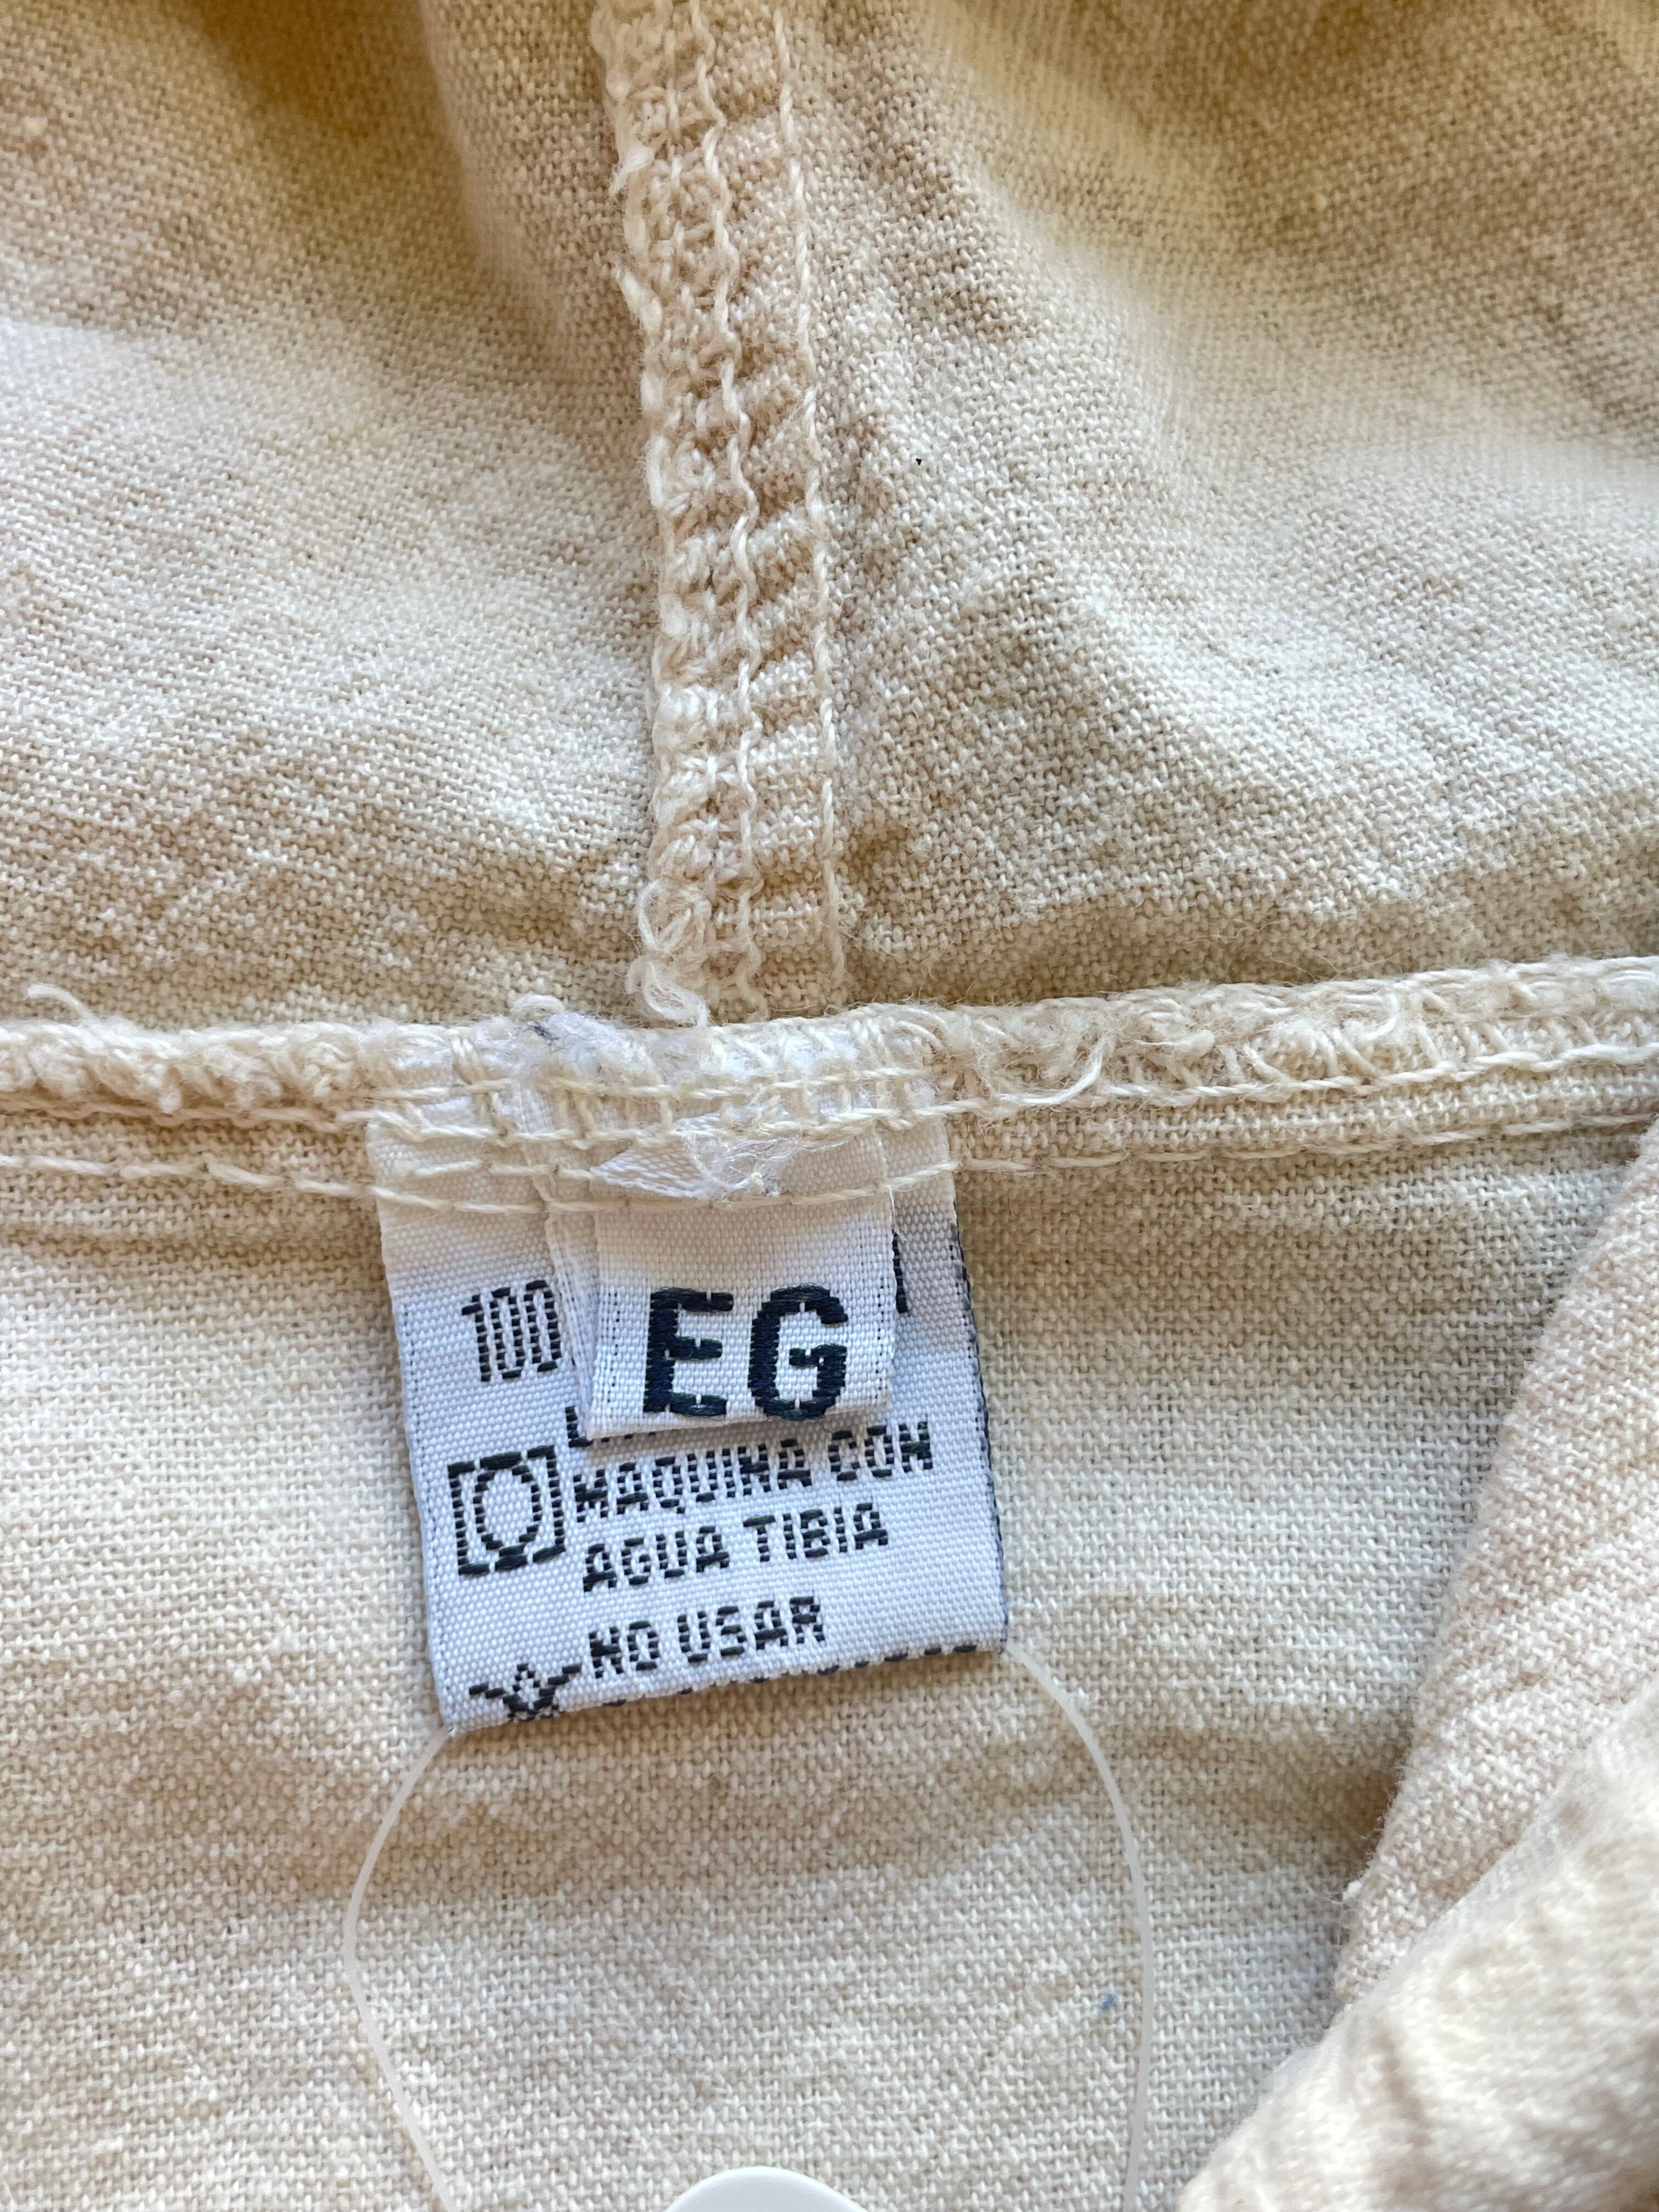 EG
100
MAQUINA CON
AGUA TIBIA
NO USAR